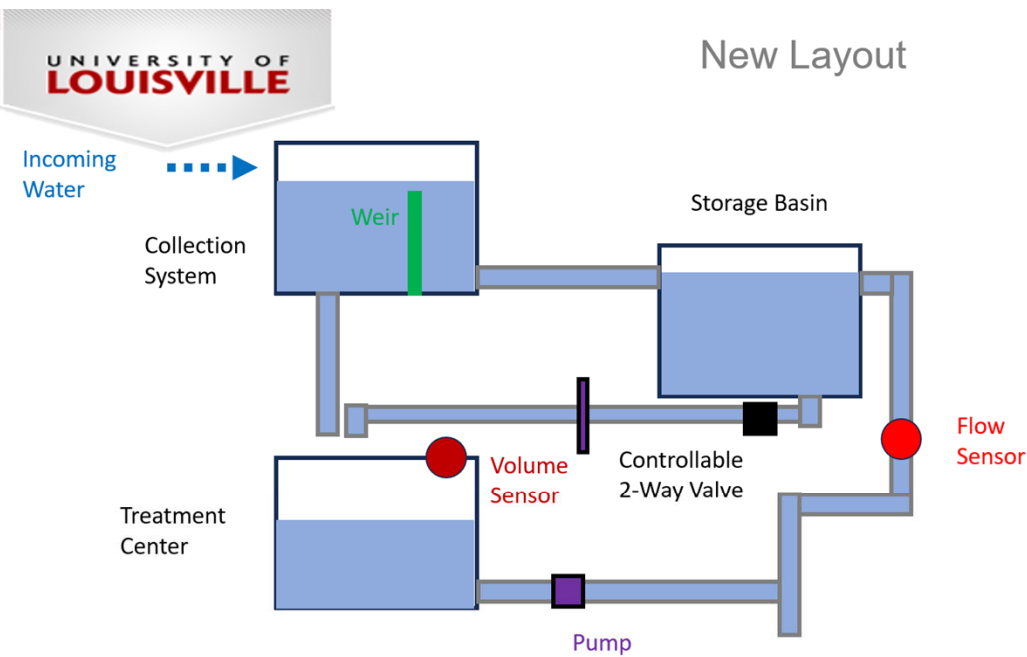 UNIVERSITY OF
LOUISVILLE
New Layout
Incoming
Water
Weir
Storage Basin
Collection
System
Flow
Sensor
Volume
Sensor
Controllable
2-Way Valve
Treatment
Center
Pump